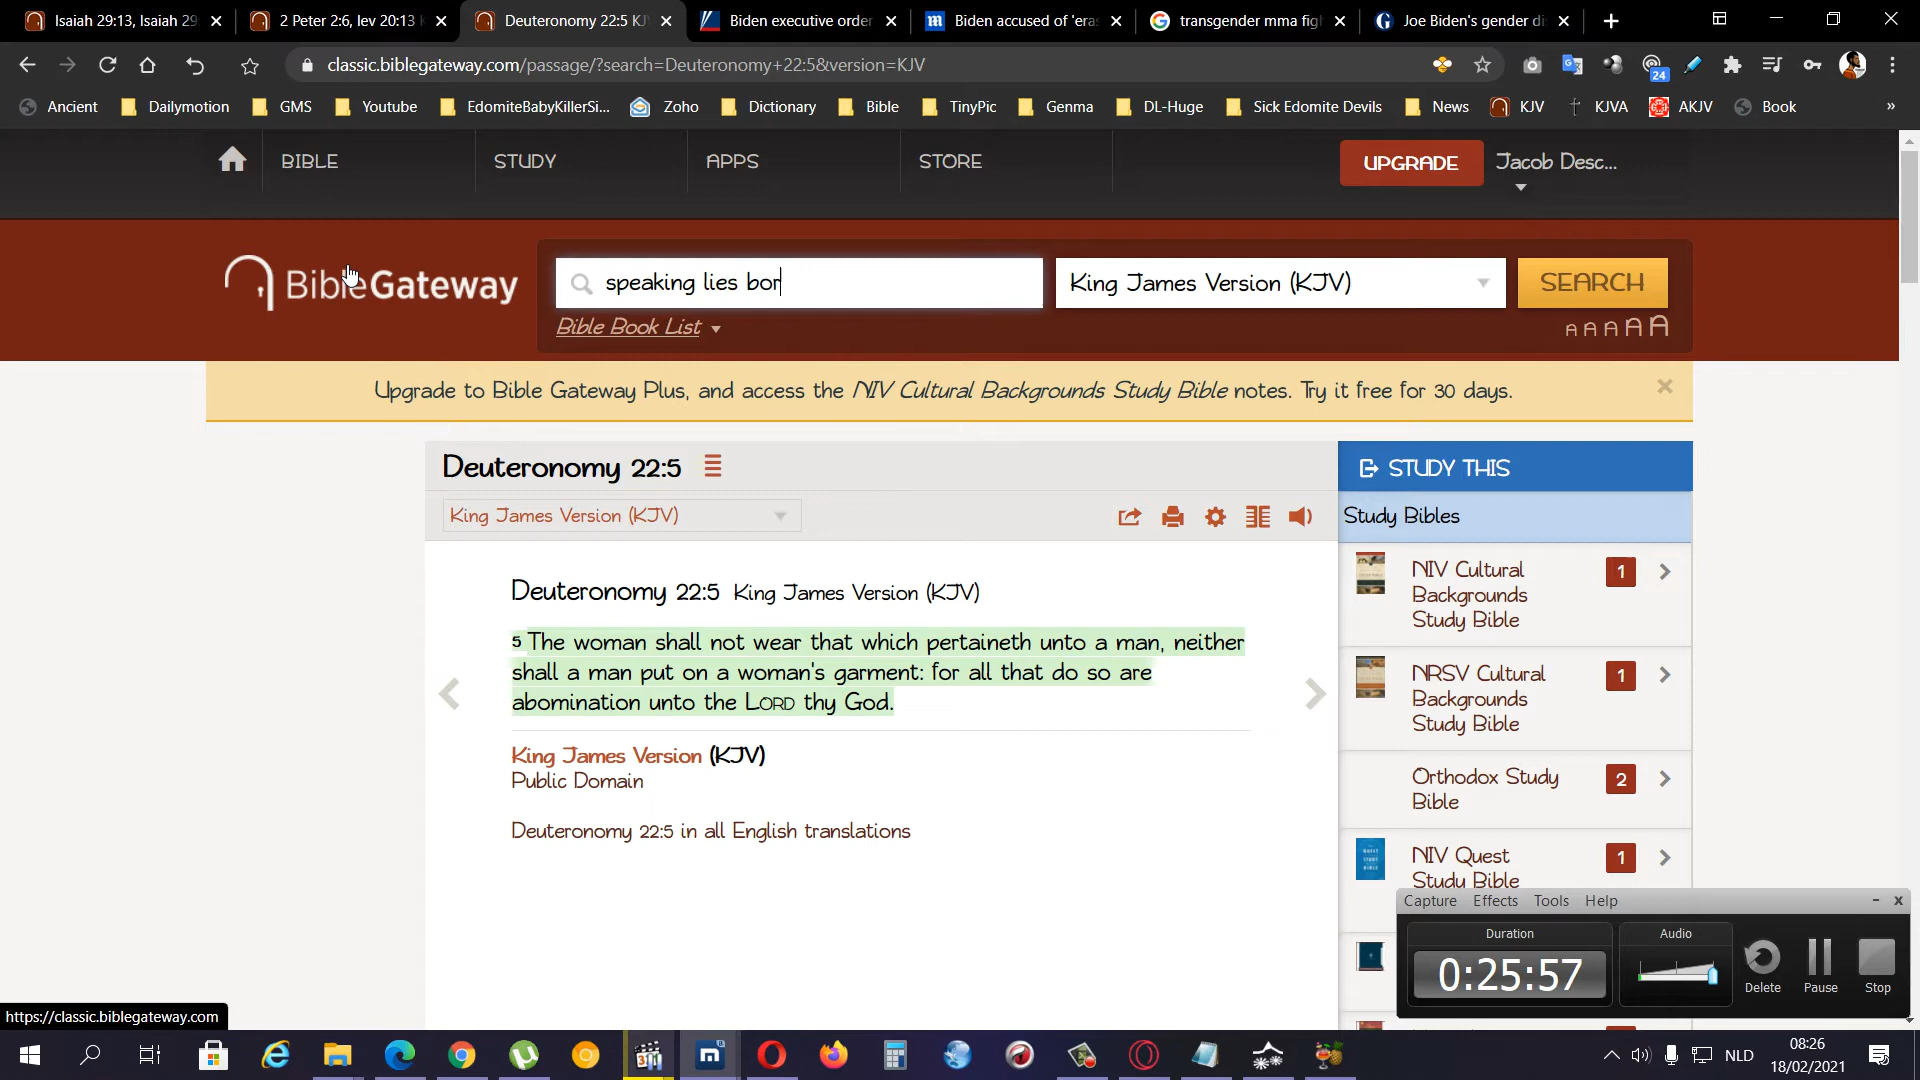 Isaiah 29:13, Isaiah 29:
2 Peter 2:6, lev 20:13 K
Deuteronomy 22:5 KJV
Biden executive order
Biden accused of 'eras
transgender mma figh
Joe Biden's gender di
classic.biblegateway.com/passage/?search=Deuteronomy+22:5&version=KJV
24
Ancient
Dailymotion
GMS
Youtube
EdomiteBabyKillerSi...
Zoho
Dictionary
Bible
TinyPic
Genma
DL-Huge
Sick Edomite Devils
News
KJV
KJVA
AKJV
Book
»
BIBLE
STUDY
APPS
STORE
UPGRADE
Jacob Desc...
BibleGateway
speaking lies bor
King James Version (KJV)
SEARCH
Bible Book List
A A A A A
Upgrade to Bible Gateway Plus, and access the NIV Cultural Backgrounds Study Bible notes. Try it free for 30 days.
Deuteronomy 22:5
STUDY THIS
King James Version (KJV)
Study Bibles
Deuteronomy 22:5 King James Version (KJV)
5 The woman shall not wear that which pertaineth unto a man, neither
shall a man put on a woman's garment: for all that do so are
abomination unto the LORD thy God.
King James Version (KJV)
Public Domain
Deuteronomy 22:5 in all English translations
NIV Cultural
Backgrounds
Study Bible
1
NRSV Cultural
Backgrounds
Study Bible
1
Orthodox Study
Bible
2
NIV Quest
Study Bible
1
Capture
Effects
Tools
Help
Duration
Audio
0:25:57
Delete
Pause
Stop
https://classic.biblegateway.com
NLD
08:26
18/02/2021